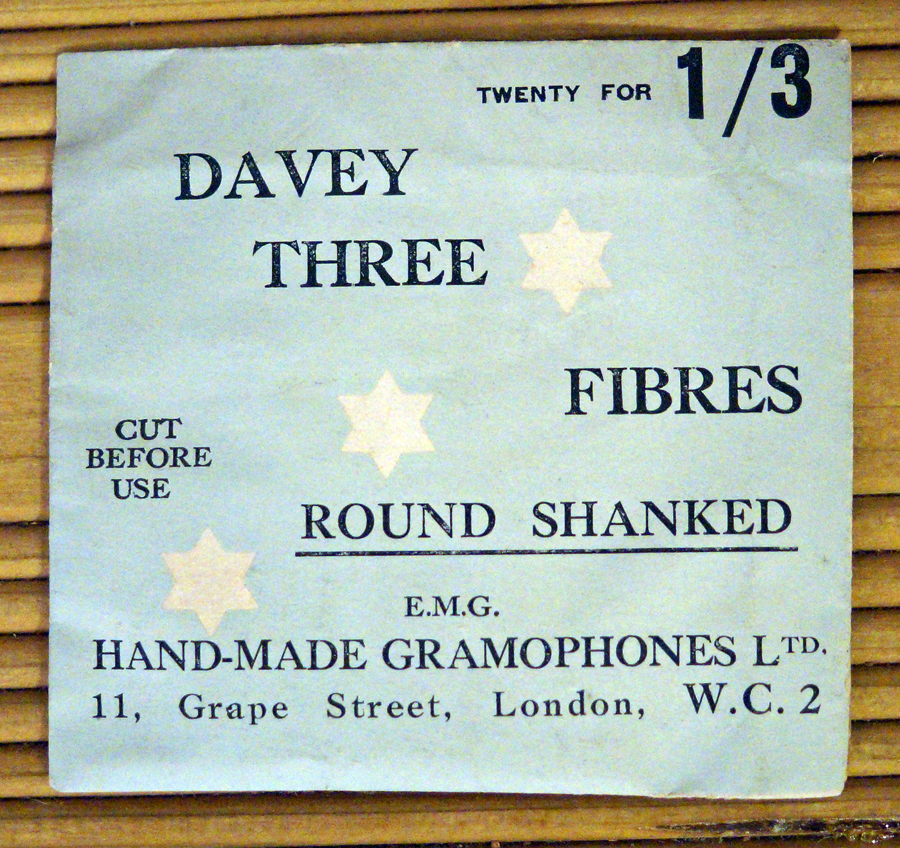 TWENTY FOR 1/3
DAVEY
THREE
FIBRES
CUT
BEFORE
USE
ROUND SHANKED
E.M.G.
HAND-MADE GRAMOPHONES LTD.
11, Grape Street, London, W.C. 2